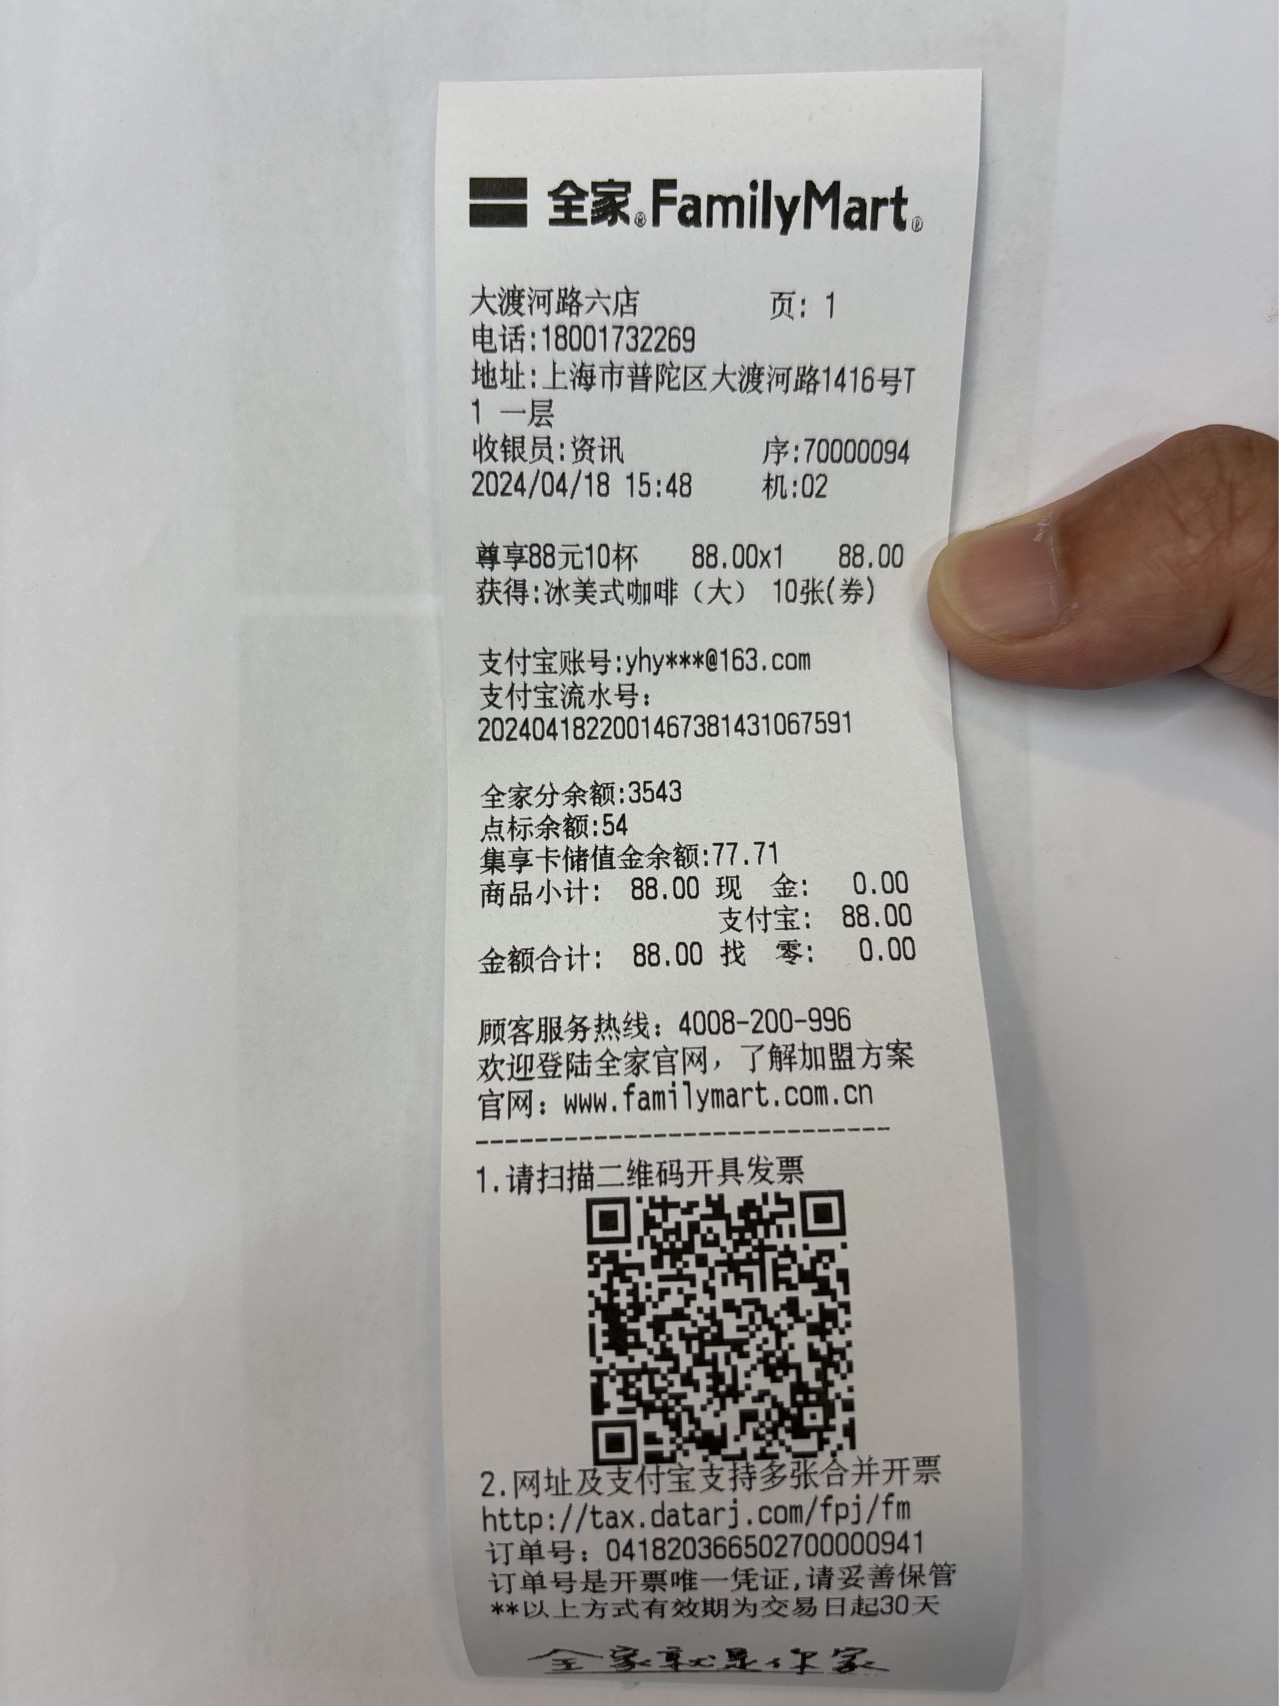 全家®FamilyMart®
大渡河路六店 页: 1
电话:18001732269
地址:上海市普陀区大渡河路1416号T
1 一层
收银员:资讯 序:70000094
2024/04/18 15:48 机:02
尊享88元10杯 88.00x1 88.00
获得:冰美式咖啡（大） 10张(券)
支付宝账号:yhy***@163.com
支付宝流水号:
2024041822001467381431067591
全家分余额:3543
点标余额:54
集享卡储值金余额:77.71
商品小计: 88.00 现 金: 0.00
支付宝: 88.00
金额合计: 88.00 找 零: 0.00
顾客服务热线：4008-200-996
欢迎登陆全家官网，了解加盟方案
官网：www.familymart.com.cn
----------------------------
1.请扫描二维码开具发票
2.网址及支付宝支持多张合并开票
http://tax.datarj.com/fpj/fm
订单号：041820366502700000941
订单号是开票唯一凭证,请妥善保管
**以上方式有效期为交易日起30天
全家就是你家